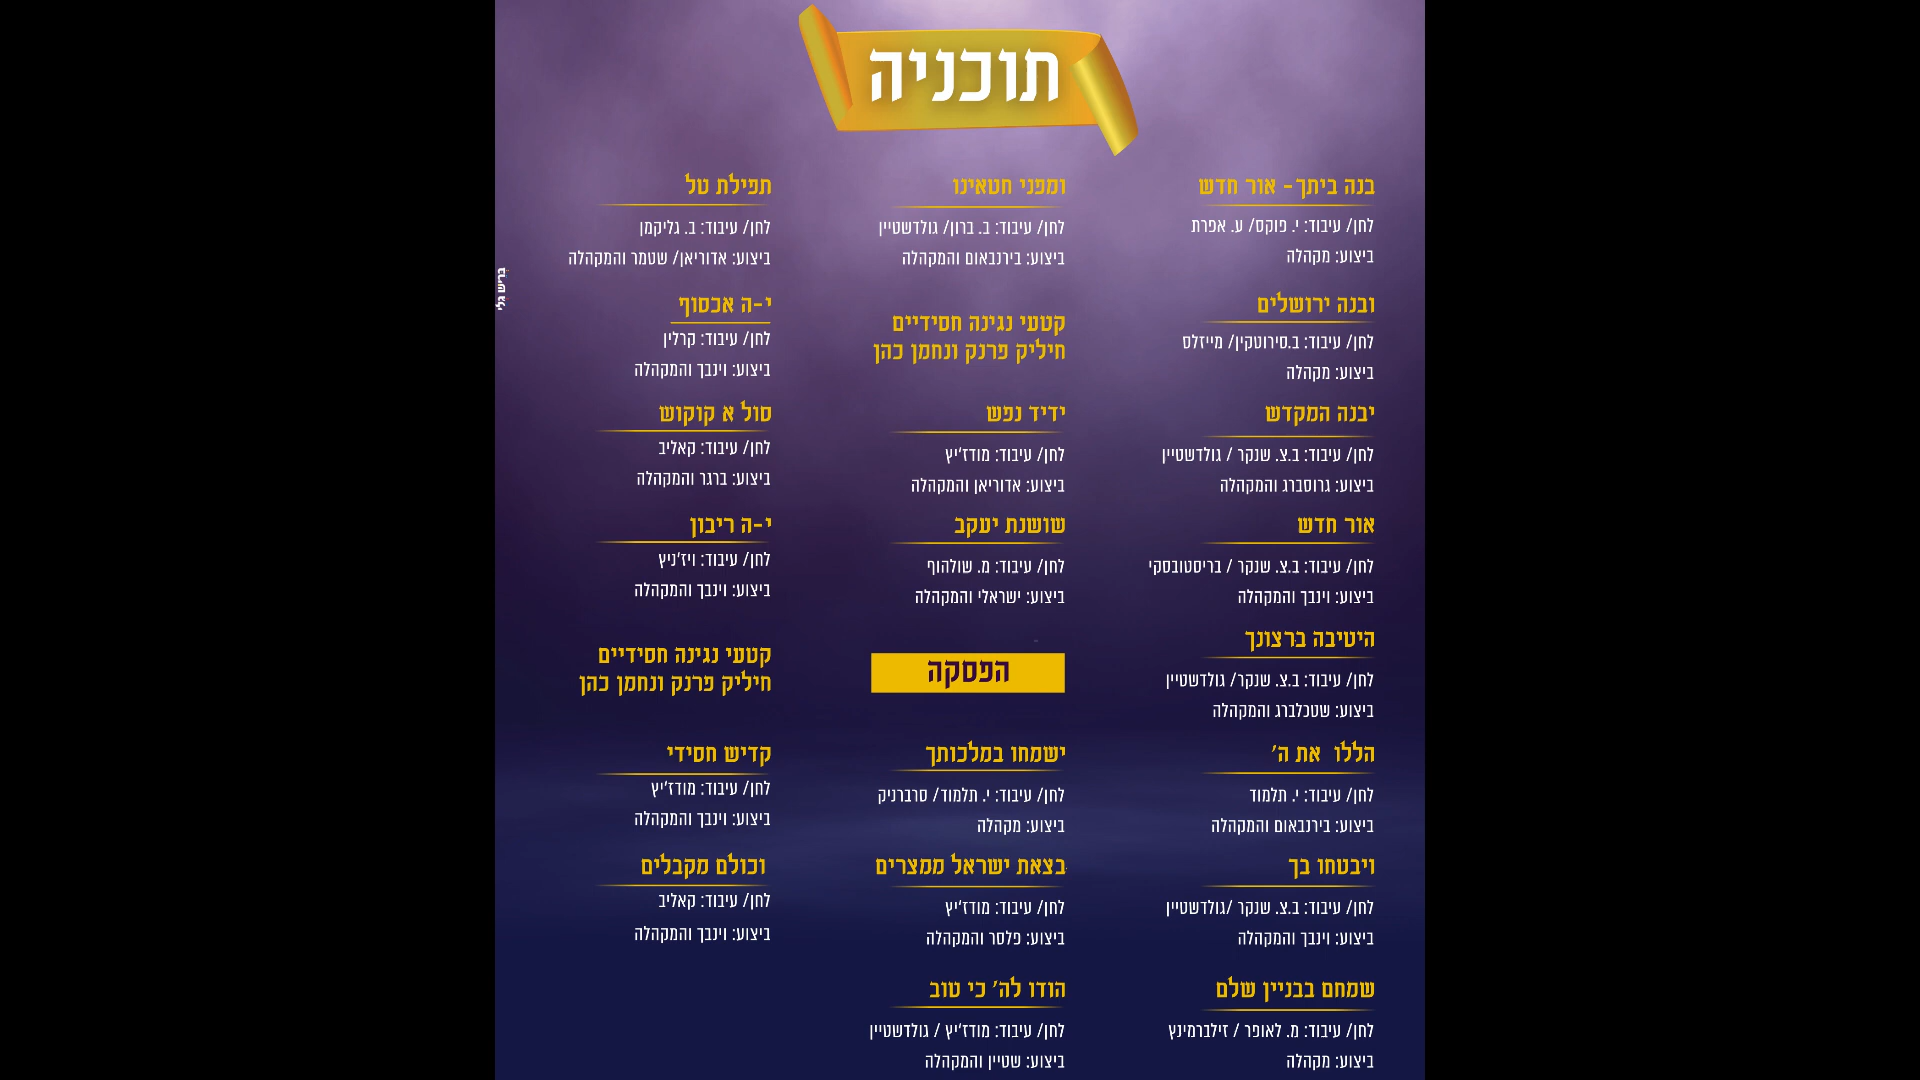 תוכניה
בנה ביתך - אור חדש
לחן/ עיבוד: י. פוקס/ ע. אפרת
ביצוע: מקהלה
ובנה ירושלים
לחן/ עיבוד: ב.סירוטקין/ מייזלס
ביצוע: מקהלה
יבנה המקדש
לחן/ עיבוד: ב.צ. שנקר / גולדשטיין
ביצוע: גרוסברג והמקהלה
אור חדש
לחן/ עיבוד: ב.צ. שנקר / בריסטובסקי
ביצוע: וינבך והמקהלה
היטיבה ברצונך
לחן/ עיבוד: ב.צ. שנקר/ גולדשטיין
ביצוע: שטכלברג והמקהלה
הללו את ה'
לחן/ עיבוד: י. תלמוד
ביצוע: בירנבאום והמקהלה
ויבטחו בך
לחן/ עיבוד: ב.צ. שנקר /גולדשטיין
ביצוע: וינבך והמקהלה
שמחם בבניין שלם
לחן/ עיבוד: מ. לאופר / זילברמינץ
ביצוע: מקהלה
ומפני חטאינו
לחן/ עיבוד: ב. ברון/ גולדשטיין
ביצוע: בירנבאום והמקהלה
קטעי נגינה חסידיים
חיליק פרנק ונחמן כהן
ידיד נפש
לחן/ עיבוד: מודז'יץ
ביצוע: אדוריאן והמקהלה
שושנת יעקב
לחן/ עיבוד: מ. שולהוף
ביצוע: ישראלי והמקהלה
הפסקה
ישמחו במלכותך
לחן/ עיבוד: י. תלמוד/ סרברניק
ביצוע: מקהלה
בצאת ישראל ממצרים
לחן/ עיבוד: מודז'יץ
ביצוע: פלסר והמקהלה
הודו לה' כי טוב
לחן/ עיבוד: מודז'יץ / גולדשטיין
ביצוע: שטיין והמקהלה
תפילת טל
לחן/ עיבוד: ב. גליקמן
ביצוע: אדוריאן/ שטמר והמקהלה
י-ה אכסוף
לחן/ עיבוד: קרלין
ביצוע: וינבך והמקהלה
סול א קוקוש
לחן/ עיבוד: קאליב
ביצוע: ברגר והמקהלה
י-ה ריבון
לחן/ עיבוד: ויז'ניץ
ביצוע: וינבך והמקהלה
קטעי נגינה חסידיים
חיליק פרנק ונחמן כהן
קדיש חסידי
לחן/ עיבוד: מודז'יץ
ביצוע: וינבך והמקהלה
וכולם מקבלים
לחן/ עיבוד: קאליב
ביצוע: וינבך והמקהלה
בריש גלי